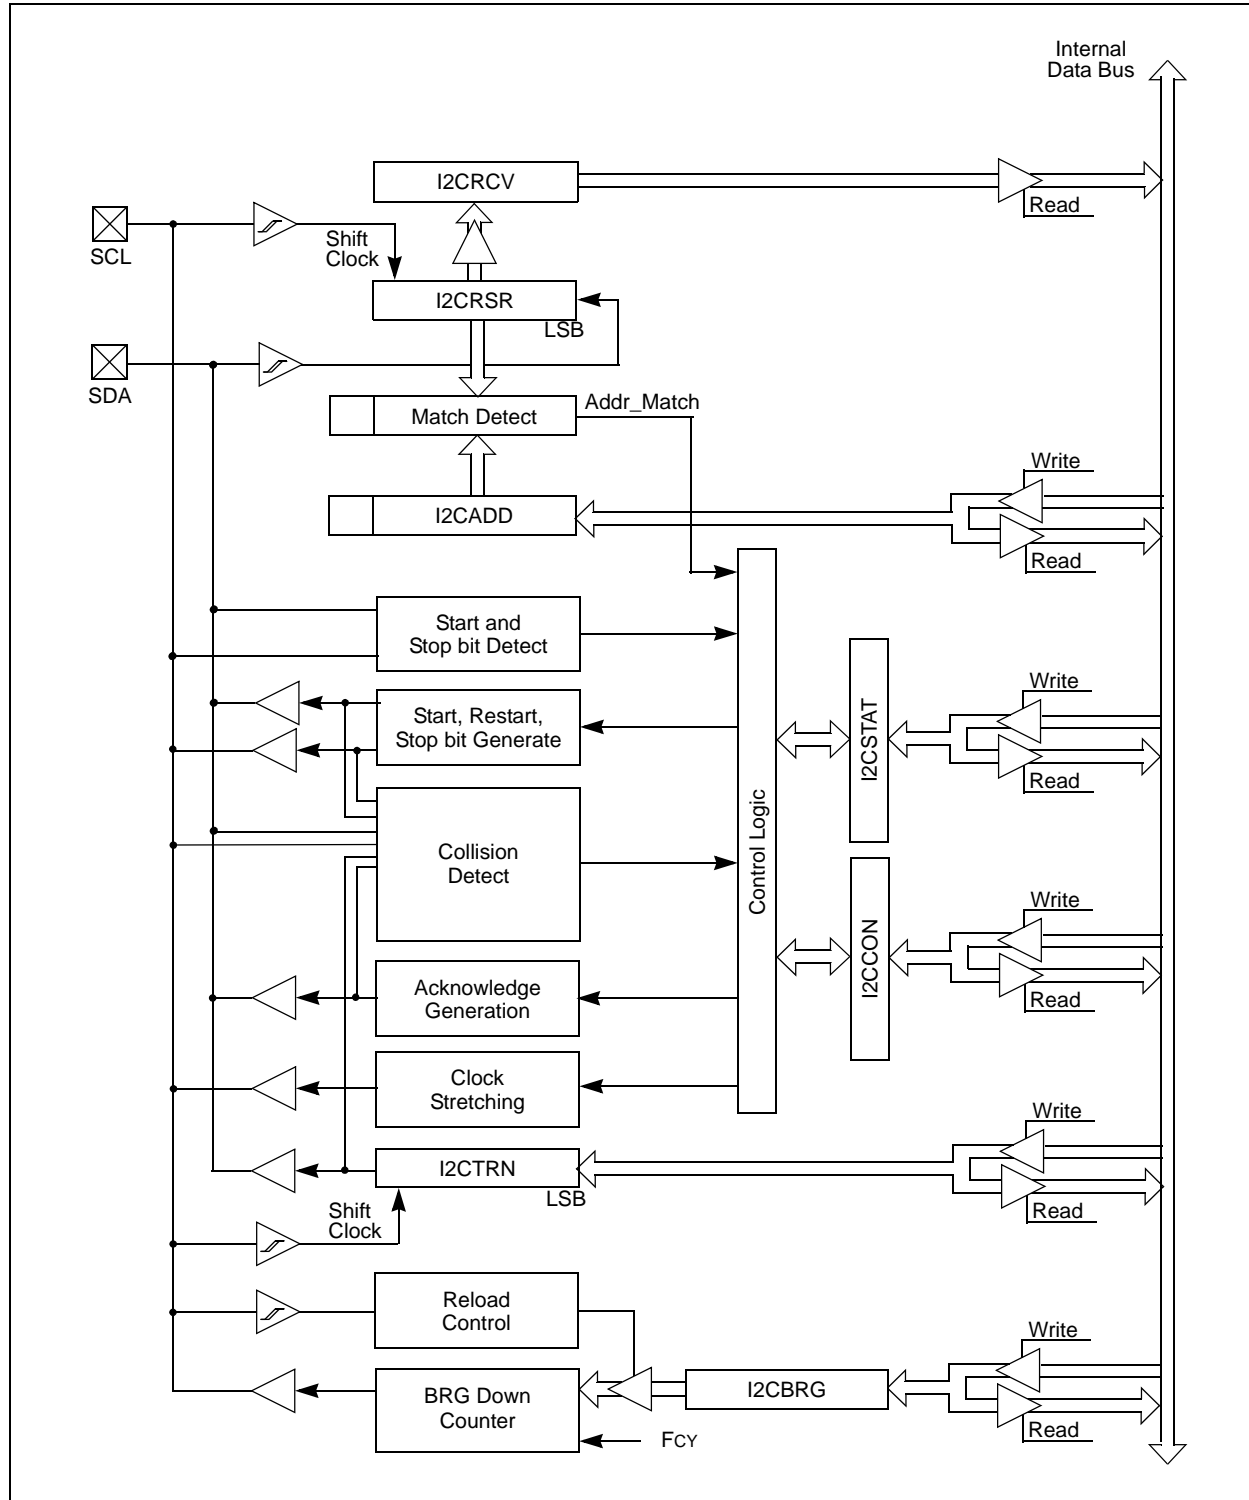 Internal
Data Bus
I2CRCV
Read
SCL
Shift
Clock
I2CRSR
LSB
SDA
Match Detect
Addr_Match
Write
I2CADD
Read
Start and
Stop bit Detect
Start, Restart,
Stop bit Generate
Write
I2CSTAT
Read
Collision
Detect
Control Logic
Write
I2CCON
Read
Acknowledge
Generation
Clock
Stretching
Write
I2CTRN
LSB
Read
Shift
Clock
Reload
Control
Write
BRG Down
Counter
I2CBRG
Read
FCY